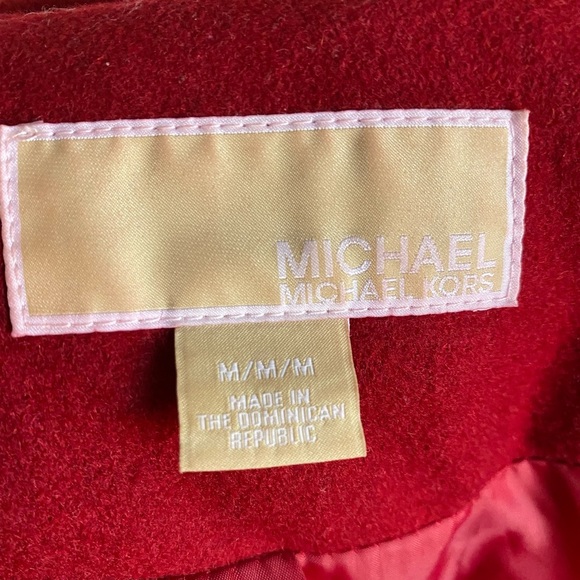 MICHAEL
MICHAEL KORS
M/M/M
MADE IN
THE DOMINICAN
REPUBLIC